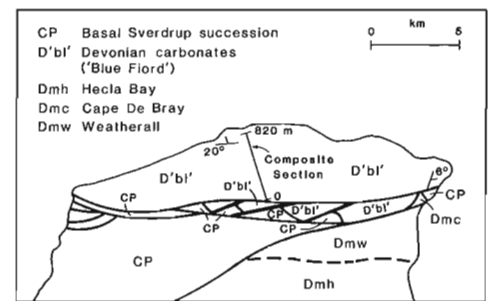 CP Basal Sverdrup succession
D'bl' Devonian carbonates
('Blue Fiord')
Dmh Hecla Bay
Dmc Cape De Bray
Dmw Weatherall
km
0 5
820 m
20°
Composite
Section
D'bl'
D'bl'
6°
D'bl'
0
CP
CP
D'bl'
D'bl'
CP
CP
CP
Dmc
Dmw
CP
Dmh